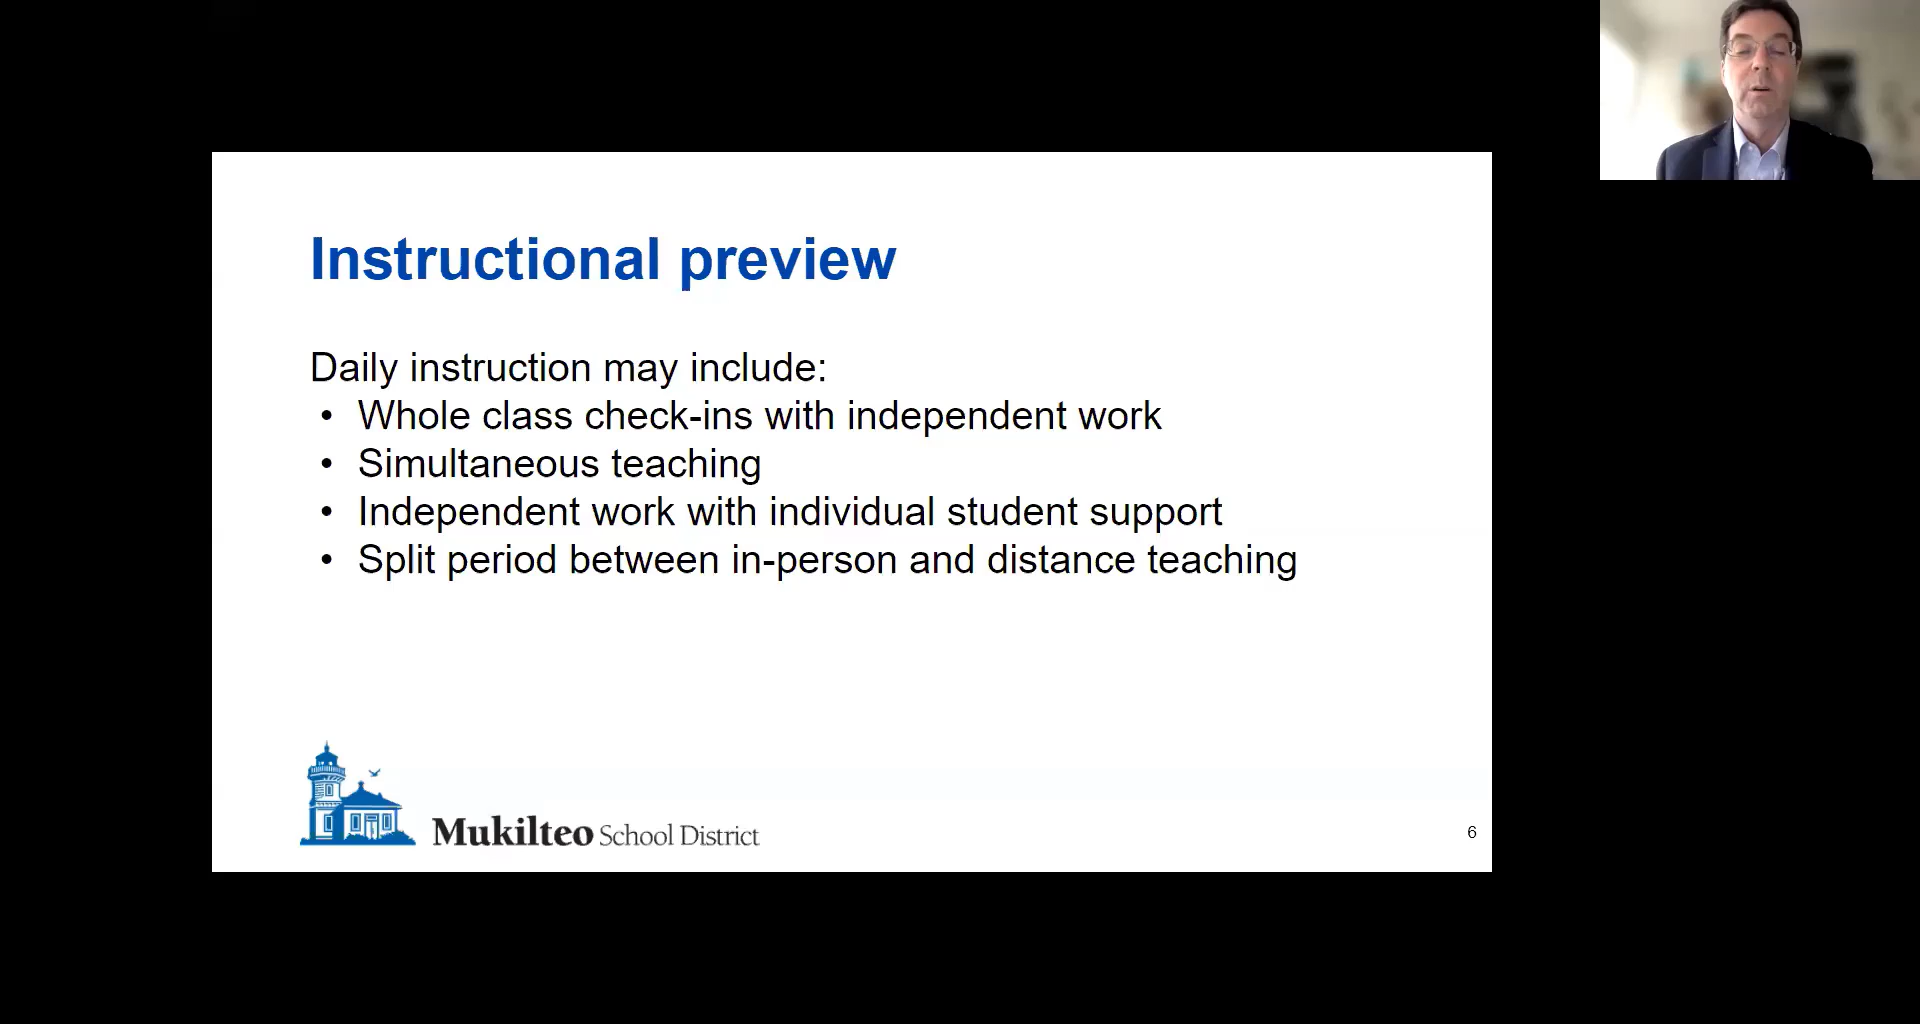 Instructional preview
Daily instruction may include:
• Whole class check-ins with independent work
• Simultaneous teaching
• Independent work with individual student support
• Split period between in-person and distance teaching
Mukilteo School District
6